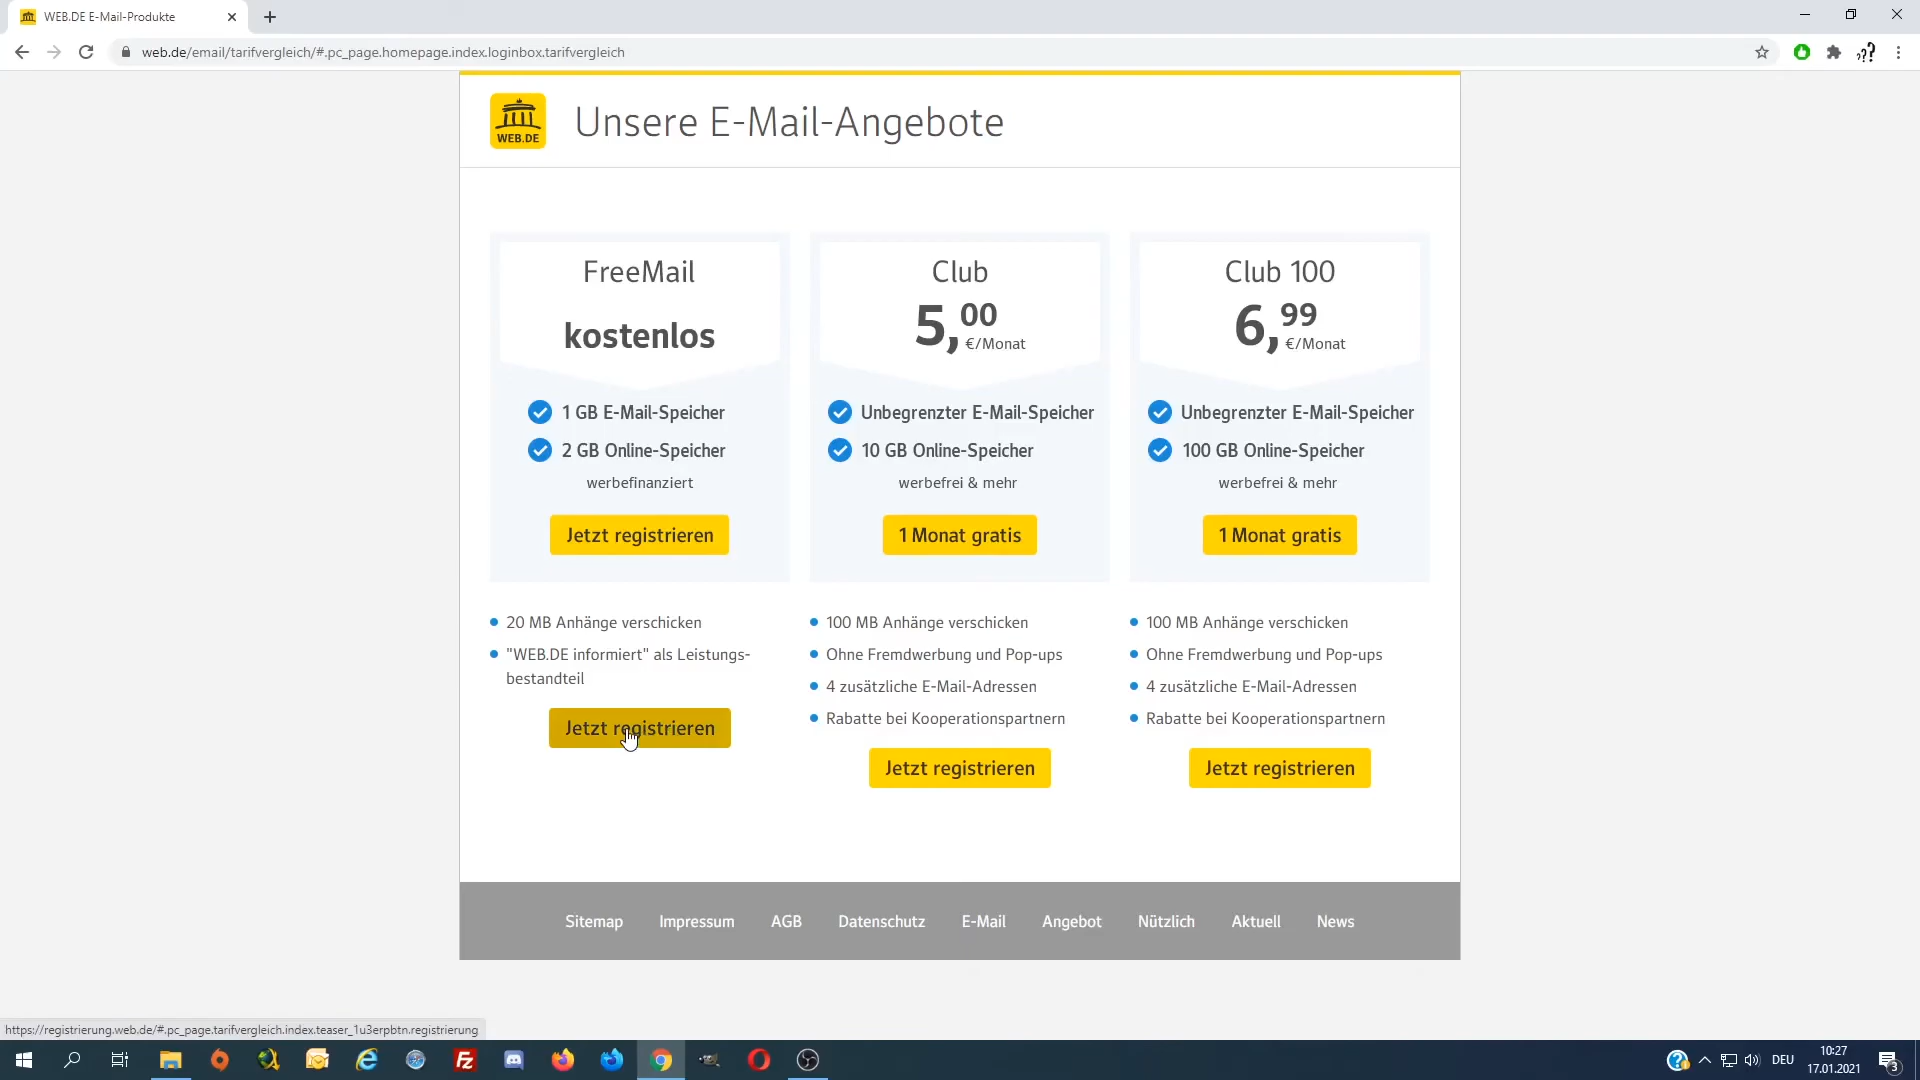 WEB.DE E-Mail-Produkte
web.de/email/tarifvergleich/#.pc_page.homepage.index.loginbox.tarifvergleich
WEB.DE
Unsere E-Mail-Angebote
FreeMail
kostenlos
1 GB E-Mail-Speicher
2 GB Online-Speicher
werbefinanziert
Jetzt registrieren
20 MB Anhänge verschicken
"WEB.DE informiert" als Leistungs-
bestandteil
Jetzt registrieren
Club
5,00
€/Monat
Unbegrenzter E-Mail-Speicher
10 GB Online-Speicher
werbefrei & mehr
1 Monat gratis
100 MB Anhänge verschicken
Ohne Fremdwerbung und Pop-ups
4 zusätzliche E-Mail-Adressen
Rabatte bei Kooperationspartnern
Jetzt registrieren
Club 100
6,99
€/Monat
Unbegrenzter E-Mail-Speicher
100 GB Online-Speicher
werbefrei & mehr
1 Monat gratis
100 MB Anhänge verschicken
Ohne Fremdwerbung und Pop-ups
4 zusätzliche E-Mail-Adressen
Rabatte bei Kooperationspartnern
Jetzt registrieren
Sitemap Impressum AGB Datenschutz E-Mail Angebot Nützlich Aktuell News
https://registrierung.web.de/#.pc_page.tarifvergleich.index.teaser_1u3erpbtn.registrierung
DEU
10:27
17.01.2021
3